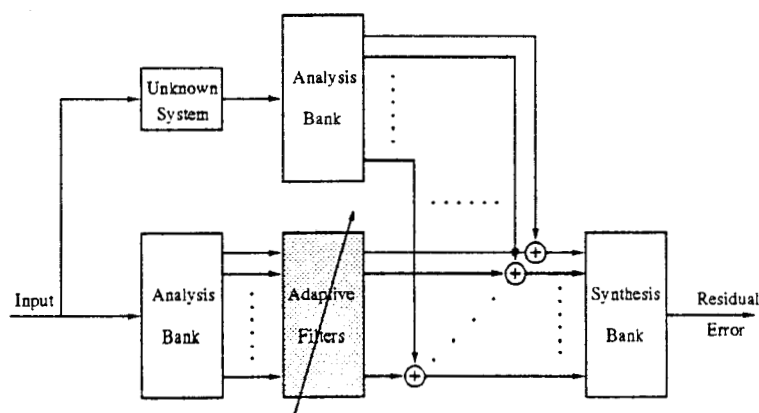 Unknown
System
Analysis
Bank
Input
Analysis
Bank
Adaptive
Filters
Synthesis
Bank
Residual
Error